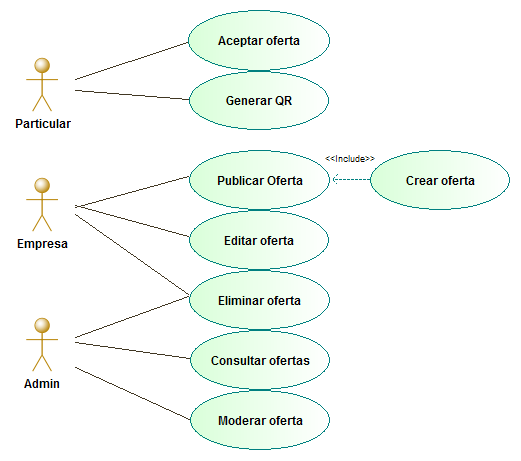 Aceptar oferta
Generar QR
Particular
<<Include>>
Publicar Oferta
Crear oferta
Empresa
Editar oferta
Eliminar oferta
Consultar ofertas
Admin
Moderar oferta